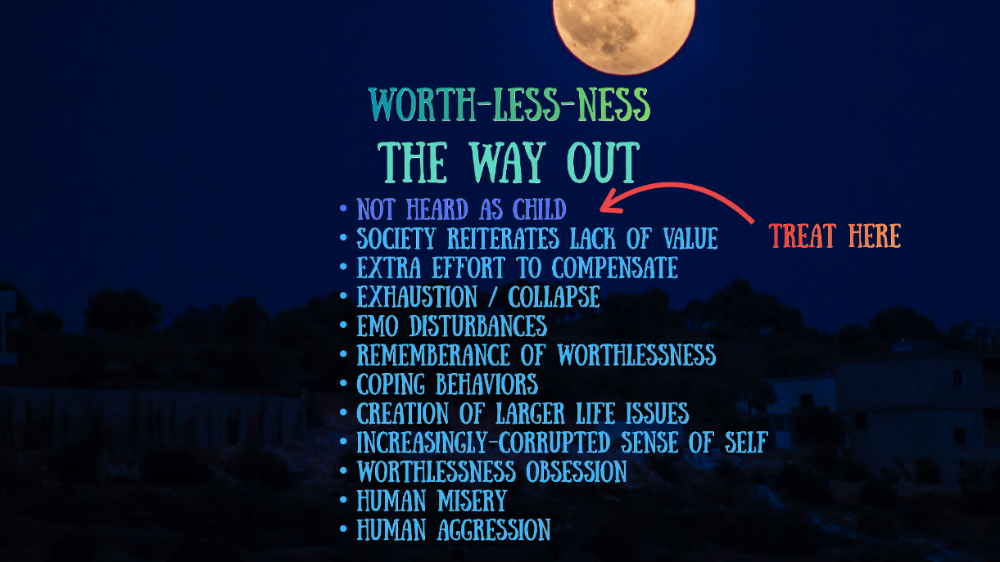 WORTH-LESS-NESS
THE WAY OUT
• NOT HEARD AS CHILD
• SOCIETY REITERATES LACK OF VALUE
TREAT HERE
• EXTRA EFFORT TO COMPENSATE
• EXHAUSTION / COLLAPSE
• EMO DISTURBANCES
• REMEMBERANCE OF WORTHLESSNESS
• COPING BEHAVIORS
• CREATION OF LARGER LIFE ISSUES
• INCREASINGLY-CORRUPTED SENSE OF SELF
• WORTHLESSNESS OBSESSION
• HUMAN MISERY
• HUMAN AGGRESSION